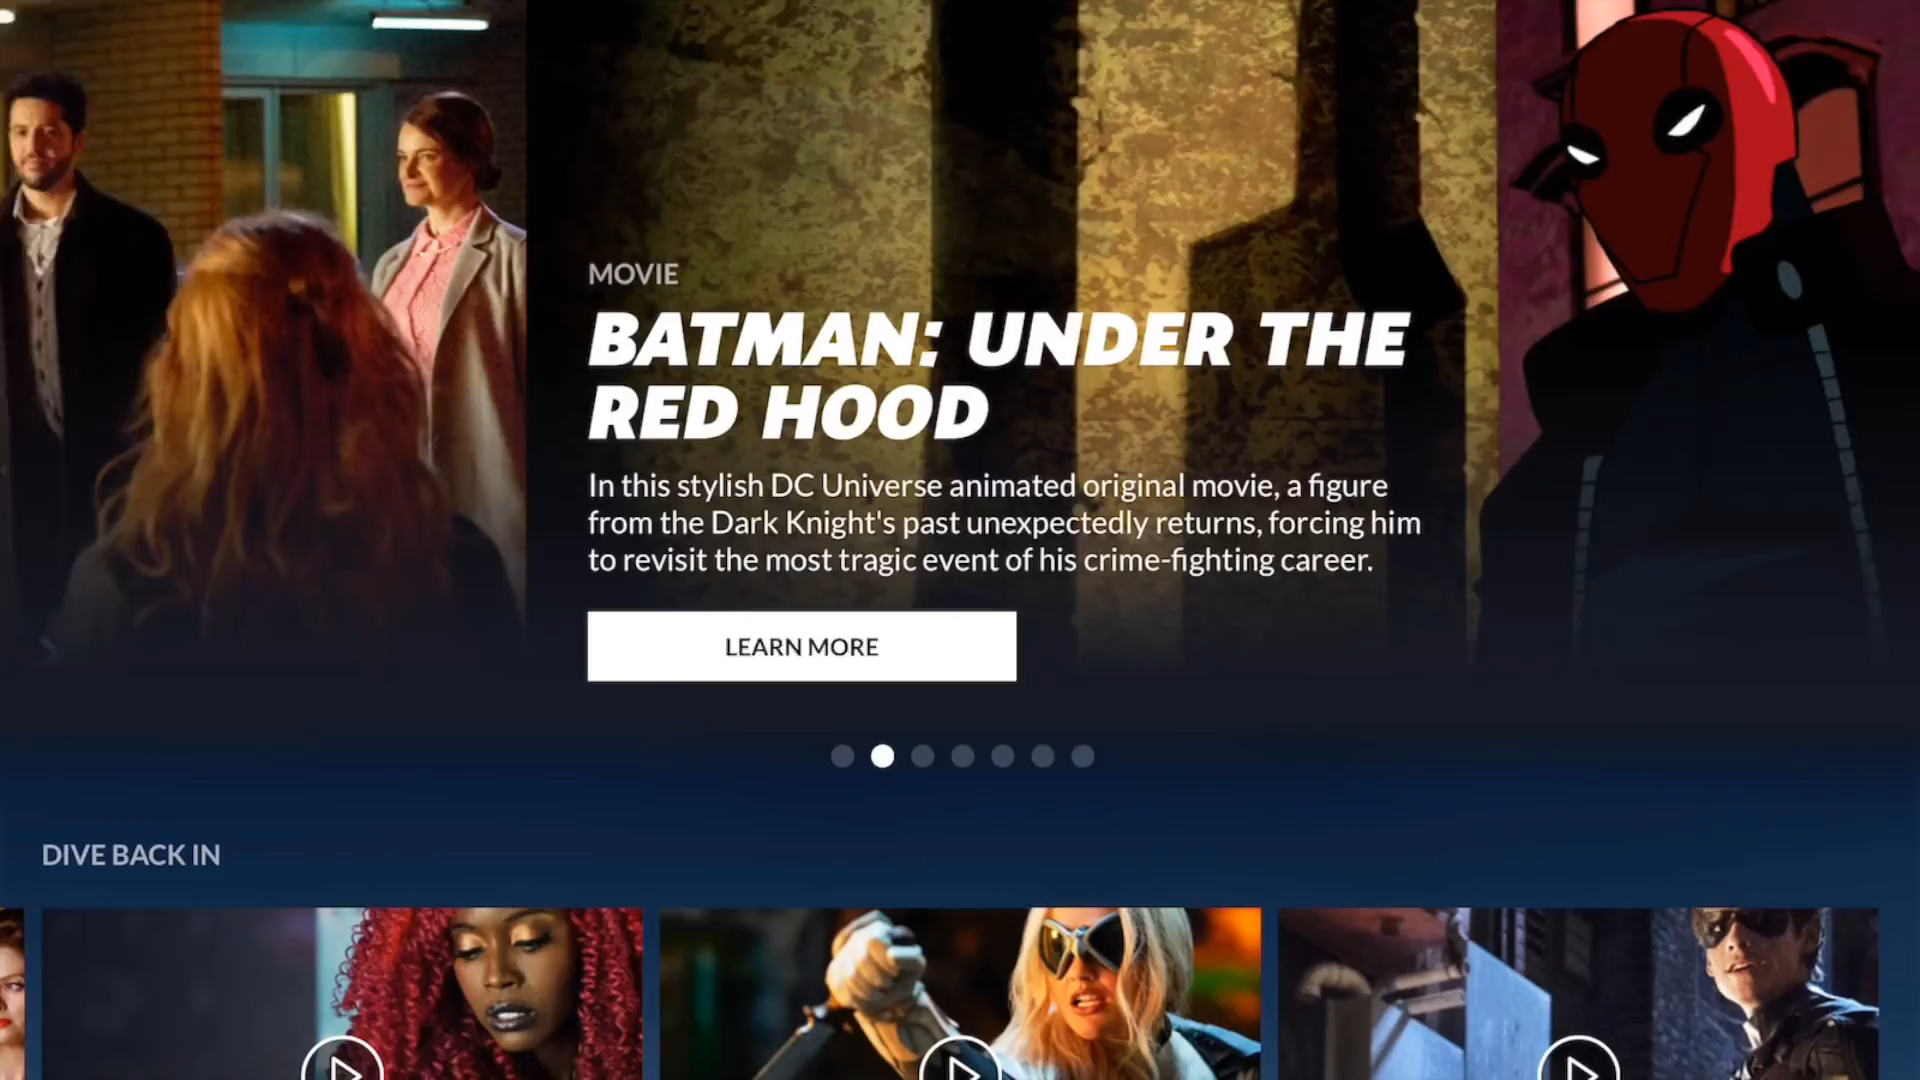 MOVIE
BATMAN: UNDER THE
RED HOOD
In this stylish DC Universe animated original movie, a figure
from the Dark Knight's past unexpectedly returns, forcing him
to revisit the most tragic event of his crime-fighting career.
LEARN MORE
DIVE BACK IN